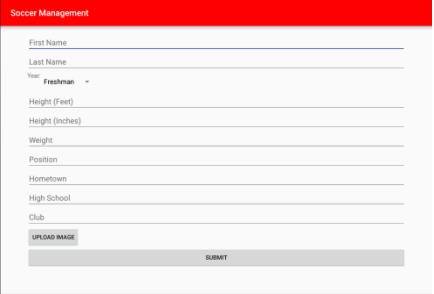 Soccer Management
First Name
Last Name
Year:
Freshman
Height (Feet)
Height (Inches)
Weight
Position
Hometown
High School
Club
UPLOAD IMAGE
SUBMIT